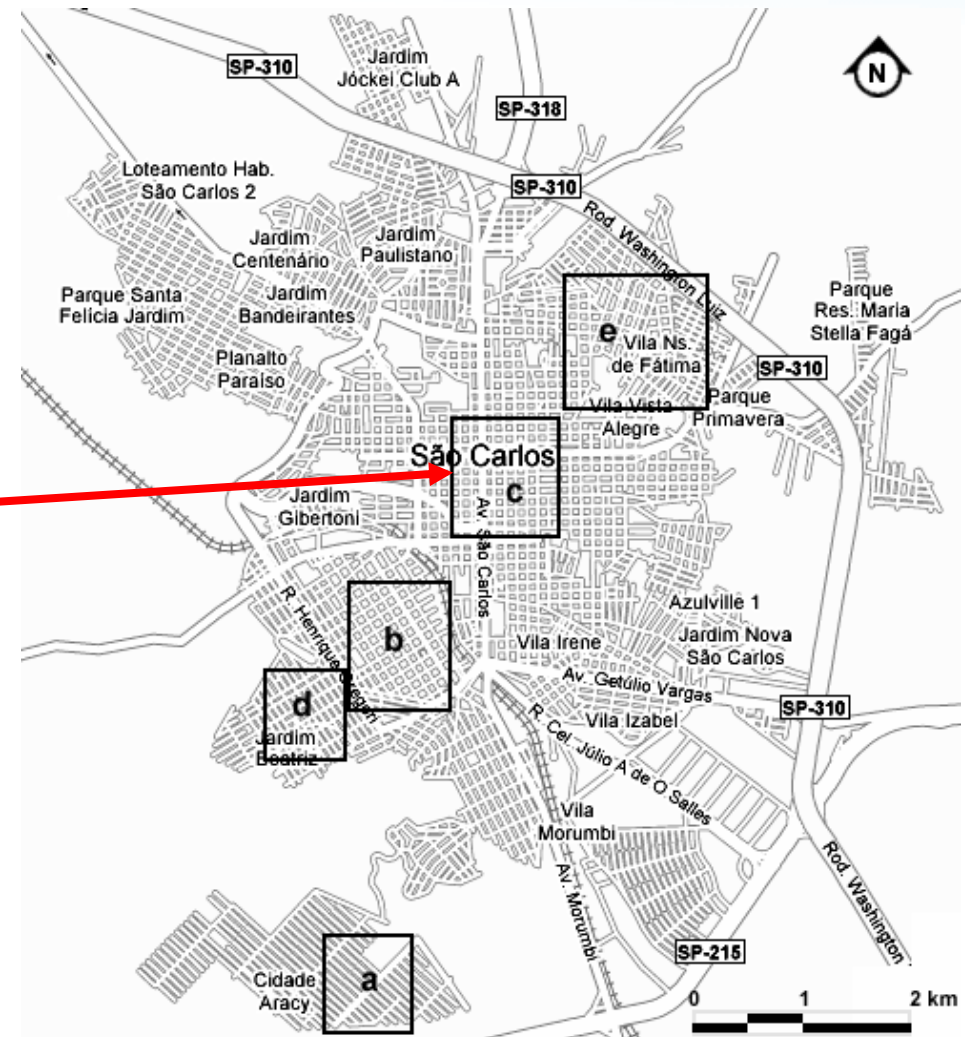 Jardim
Jóckei Club A
SP-310
N
SP-318
SP-310
Loteamento Hab.
São Carlos 2
Rod. Washington Luiz
Jardim
Centenário
Jardim
Paulistano
Parque Santa
Felícia Jardim
Jardim
Bandeirantes
Parque
Res. Maria
Stella Fagá
e
Vila Ns.
de Fátima
Planalto
Paraíso
SP-310
Vila Vista
Alegre
Parque
Primavera
São Carlos
c
Jardim
Gibertoni
Av. São Carlos
R. Henrique Gregori
b
Azulville 1
Vila Irene
Jardim Nova
São Carlos
Av. Getúlio Vargas
d
Jardim
Beatriz
SP-310
Vila Izabel
R. Cel. Júlio A de O Salles
Vila
Morumbi
Av. Morumbi
Rod. Washington
SP-215
Cidade
Aracy
a
0 1 2 km